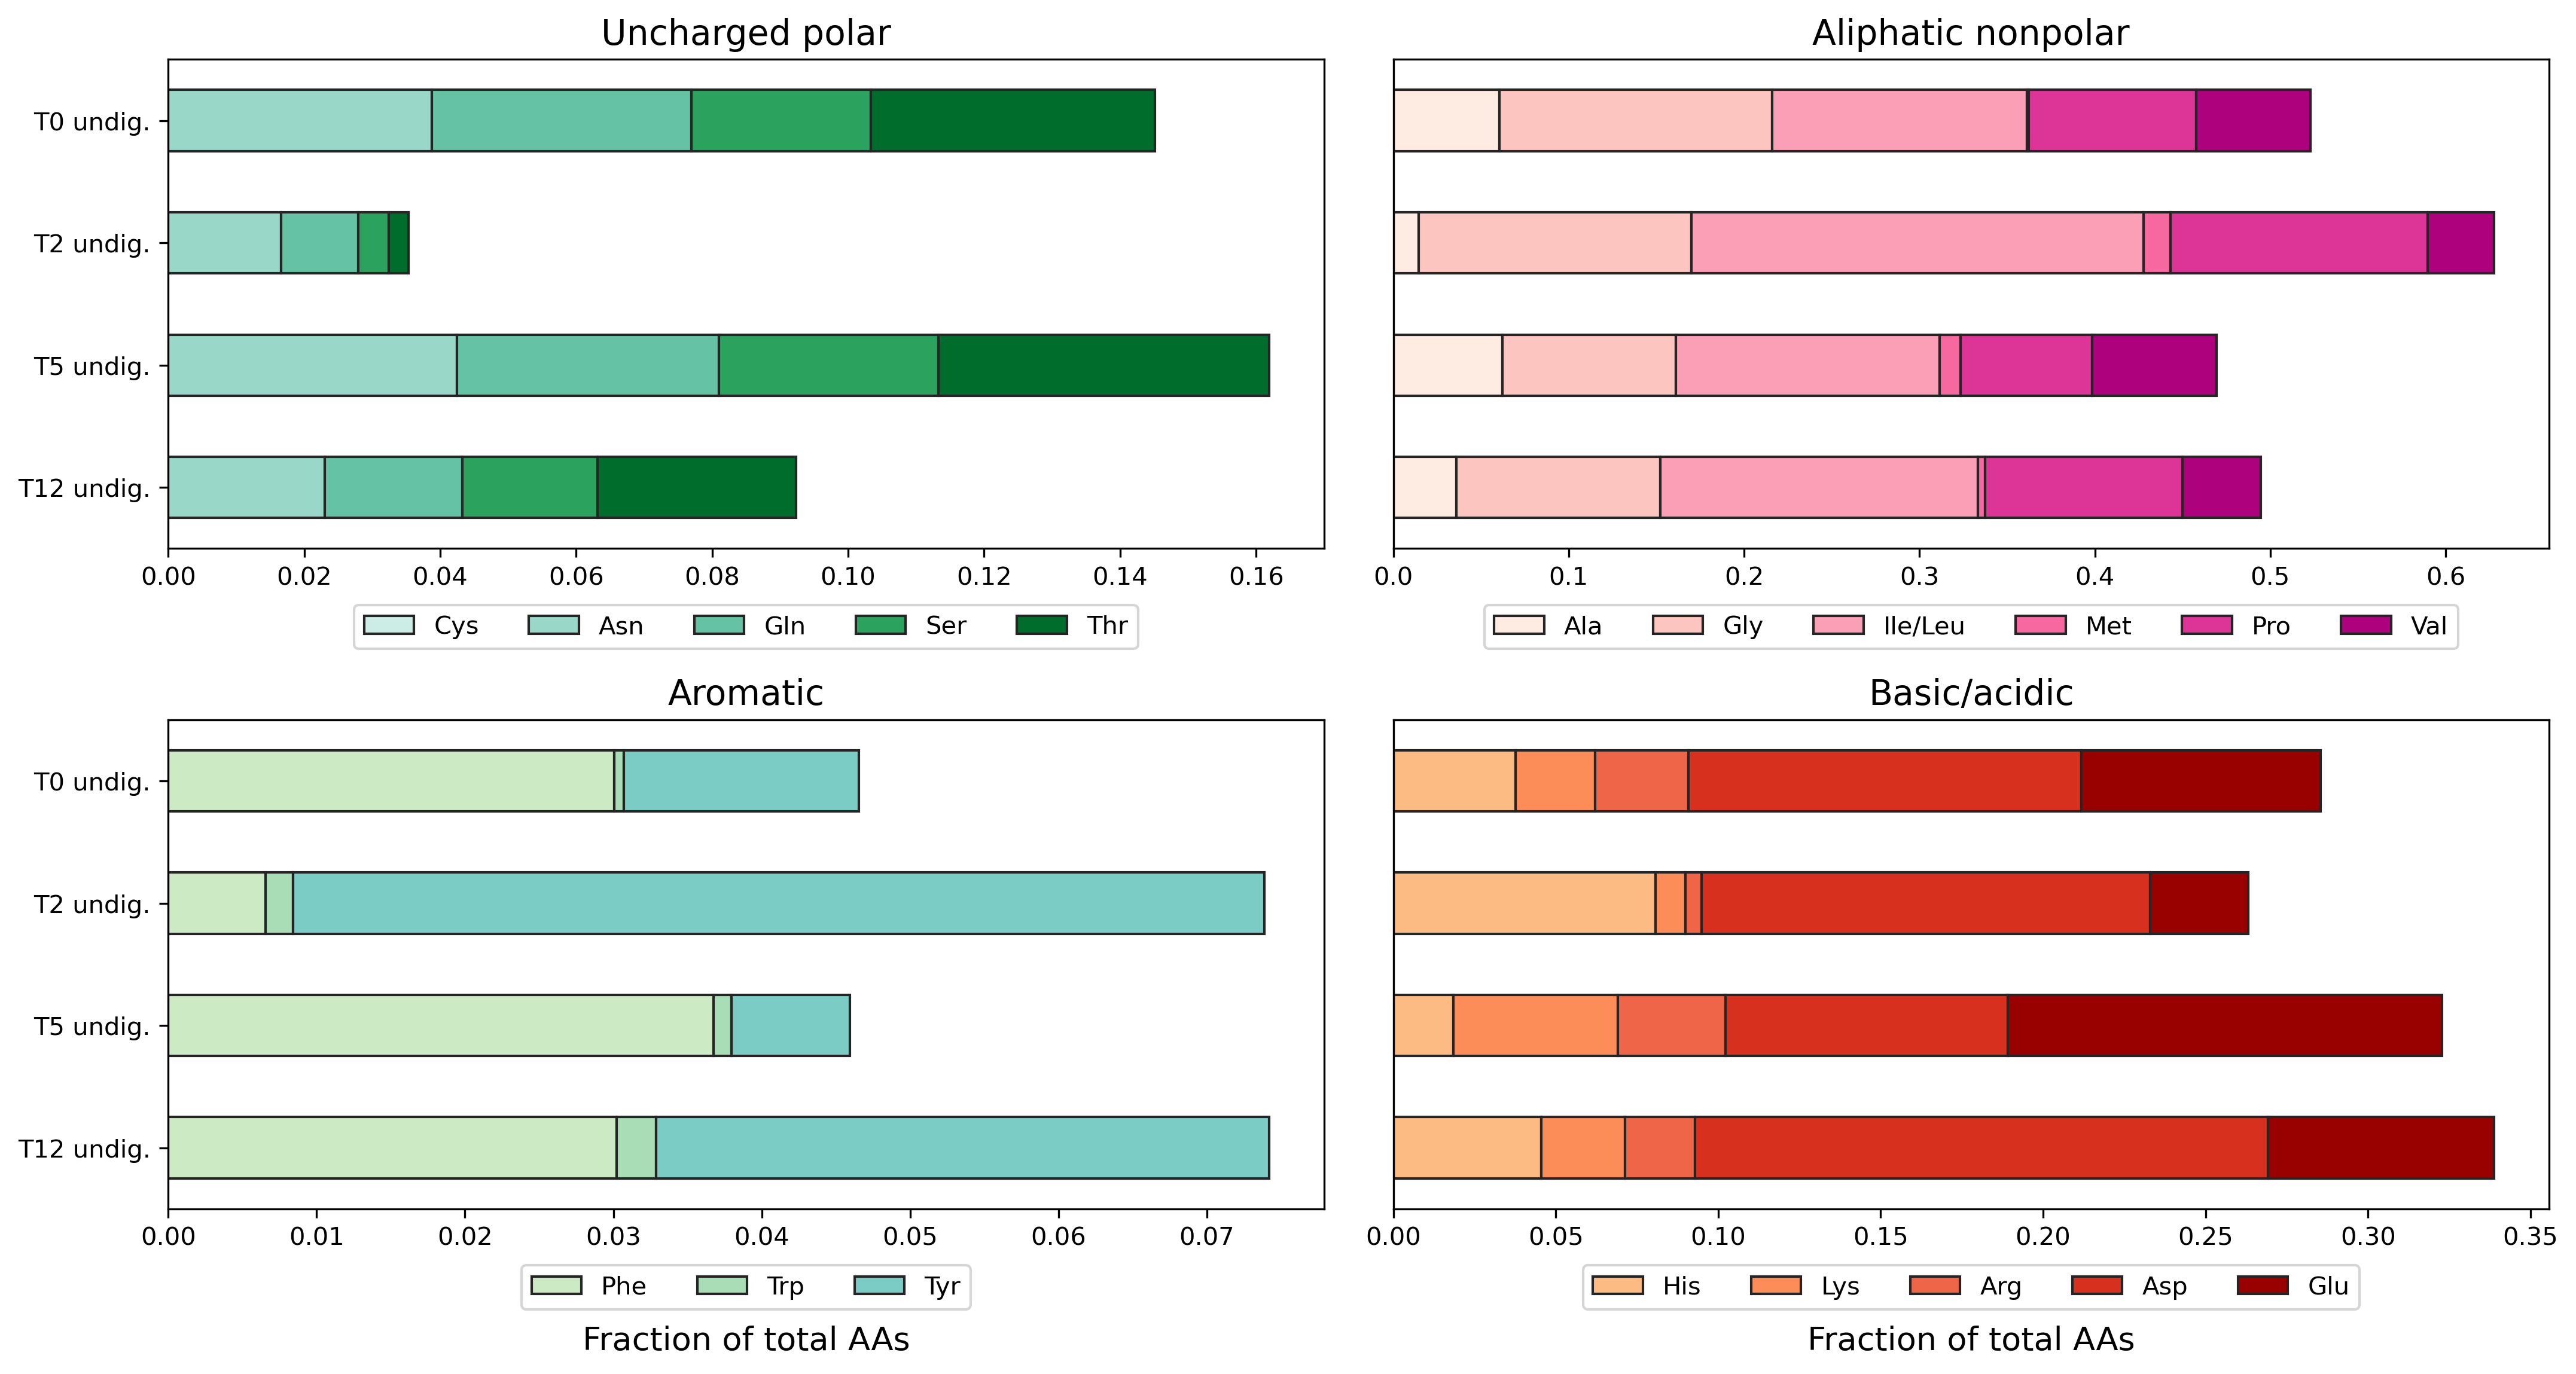 Uncharged polar
T0 undig.
T2 undig.
T5 undig.
T12 undig.
0.00 0.02 0.04 0.06 0.08 0.10 0.12 0.14 0.16
Cys Asn Gln Ser Thr
Aliphatic nonpolar
0.0 0.1 0.2 0.3 0.4 0.5 0.6
Ala Gly Ile/Leu Met Pro Val
Aromatic
T0 undig.
T2 undig.
T5 undig.
T12 undig.
0.00 0.01 0.02 0.03 0.04 0.05 0.06 0.07
Phe Trp Tyr
Fraction of total AAs
Basic/acidic
0.00 0.05 0.10 0.15 0.20 0.25 0.30 0.35
His Lys Arg Asp Glu
Fraction of total AAs